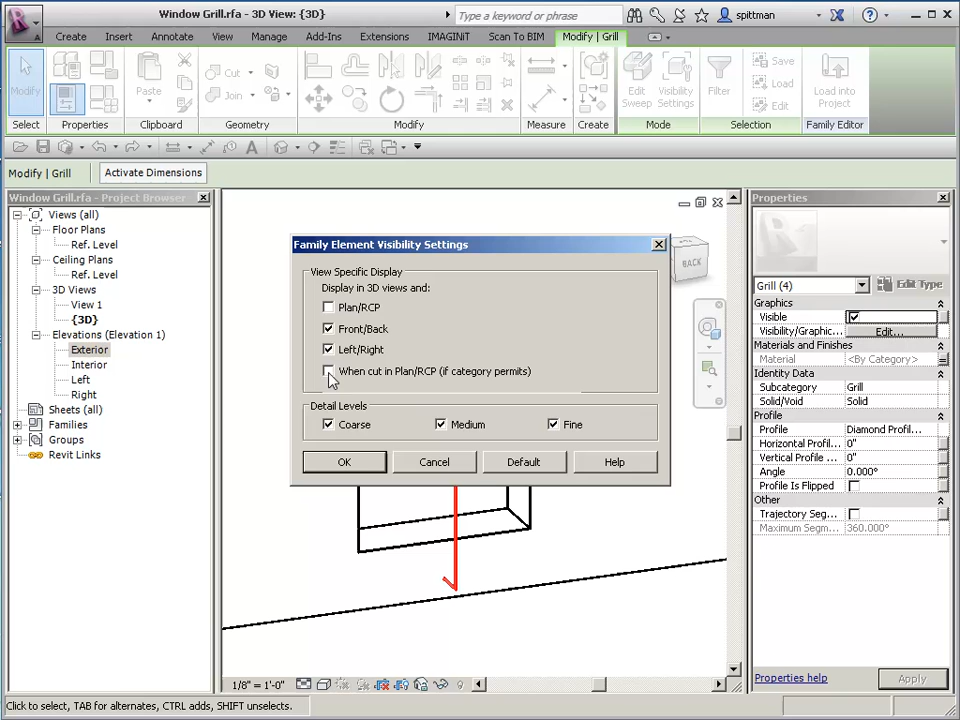 Window Grill.rfa - 3D View: {3D}
Type a keyword or phrase
spittman
Create Insert Annotate View Manage Add-Ins Extensions IMAGINiT Scan To BIM Modify | Grill
Modify Paste Cut Join Edit Sweep Visibility Settings Filter Save Load Edit Load into Project
Select Properties Clipboard Geometry Modify Measure Create Mode Selection Family Editor
Modify | Grill Activate Dimensions
Window Grill.rfa - Project Browser
Views (all)
Floor Plans
Ref. Level
Ceiling Plans
Ref. Level
3D Views
View 1
{3D}
Elevations (Elevation 1)
Exterior
Interior
Left
Right
Sheets (all)
Families
Groups
Revit Links
Family Element Visibility Settings
View Specific Display
Display in 3D views and:
Plan/RCP
Front/Back
Left/Right
When cut in Plan/RCP (if category permits)
Detail Levels
Coarse Medium Fine
OK Cancel Default Help
BACK
Properties
Grill (4) Edit Type
Graphics
Visible
Visibility/Graphic... Edit...
Materials and Finishes
Material <By Category>
Identity Data
Subcategory Grill
Solid/Void Solid
Profile
Profile Diamond Profil...
Horizontal Profil... 0"
Vertical Profile ... 0"
Angle 0.000°
Profile Is Flipped
Other
Trajectory Seg...
Maximum Segm... 360.000°
Properties help Apply
1/8" = 1'-0"
Click to select, TAB for alternates, CTRL adds, SHIFT unselects.